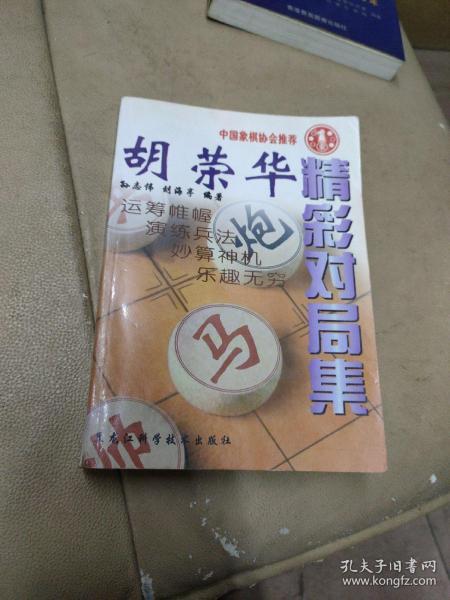 中国象棋协会推荐
胡荣华
精彩对局集
孙志伟 刘海亭 编著
运筹帷幄
演练兵法
妙算神机
乐趣无穷
炮
马
帅
黑龙江科学技术出版社
孔夫子旧书网
www.kongfz.com